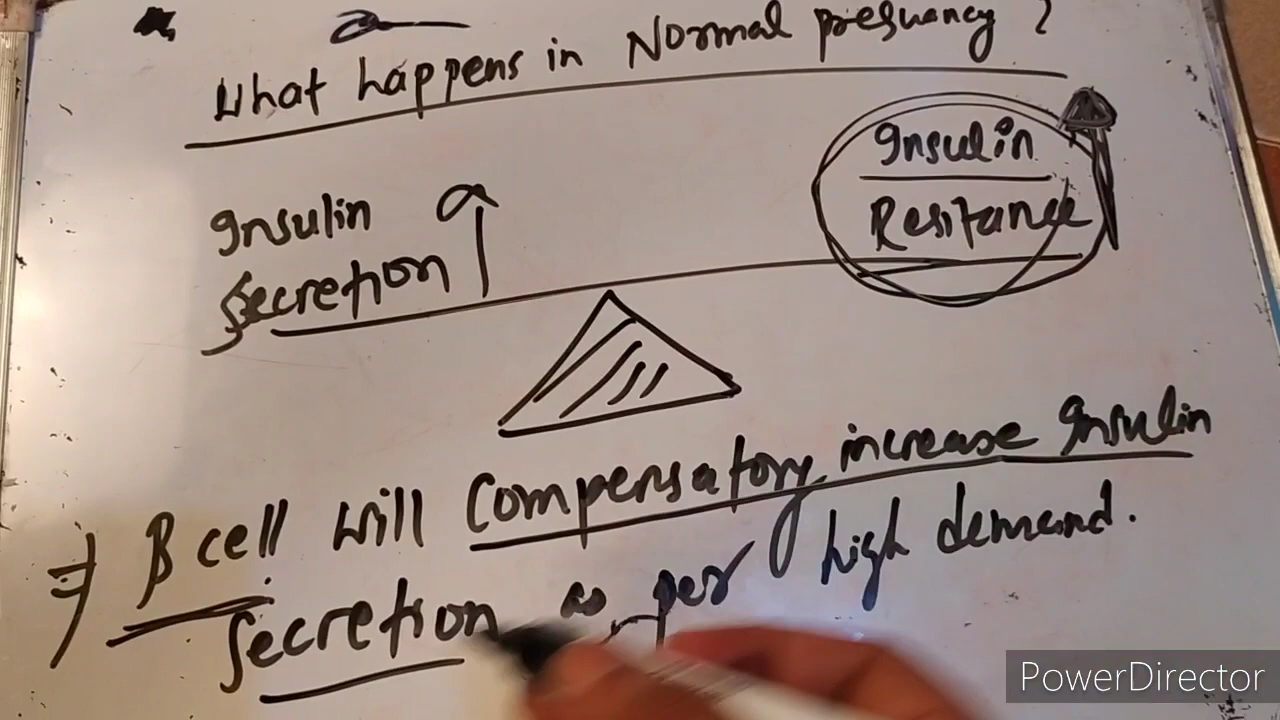 What happens in Normal pregnancy ?
Insulin
Secretion ↑
Insulin
Resitance
⇒ β cell will compensatory increase Insulin
Secretion as per high demand.
PowerDirector